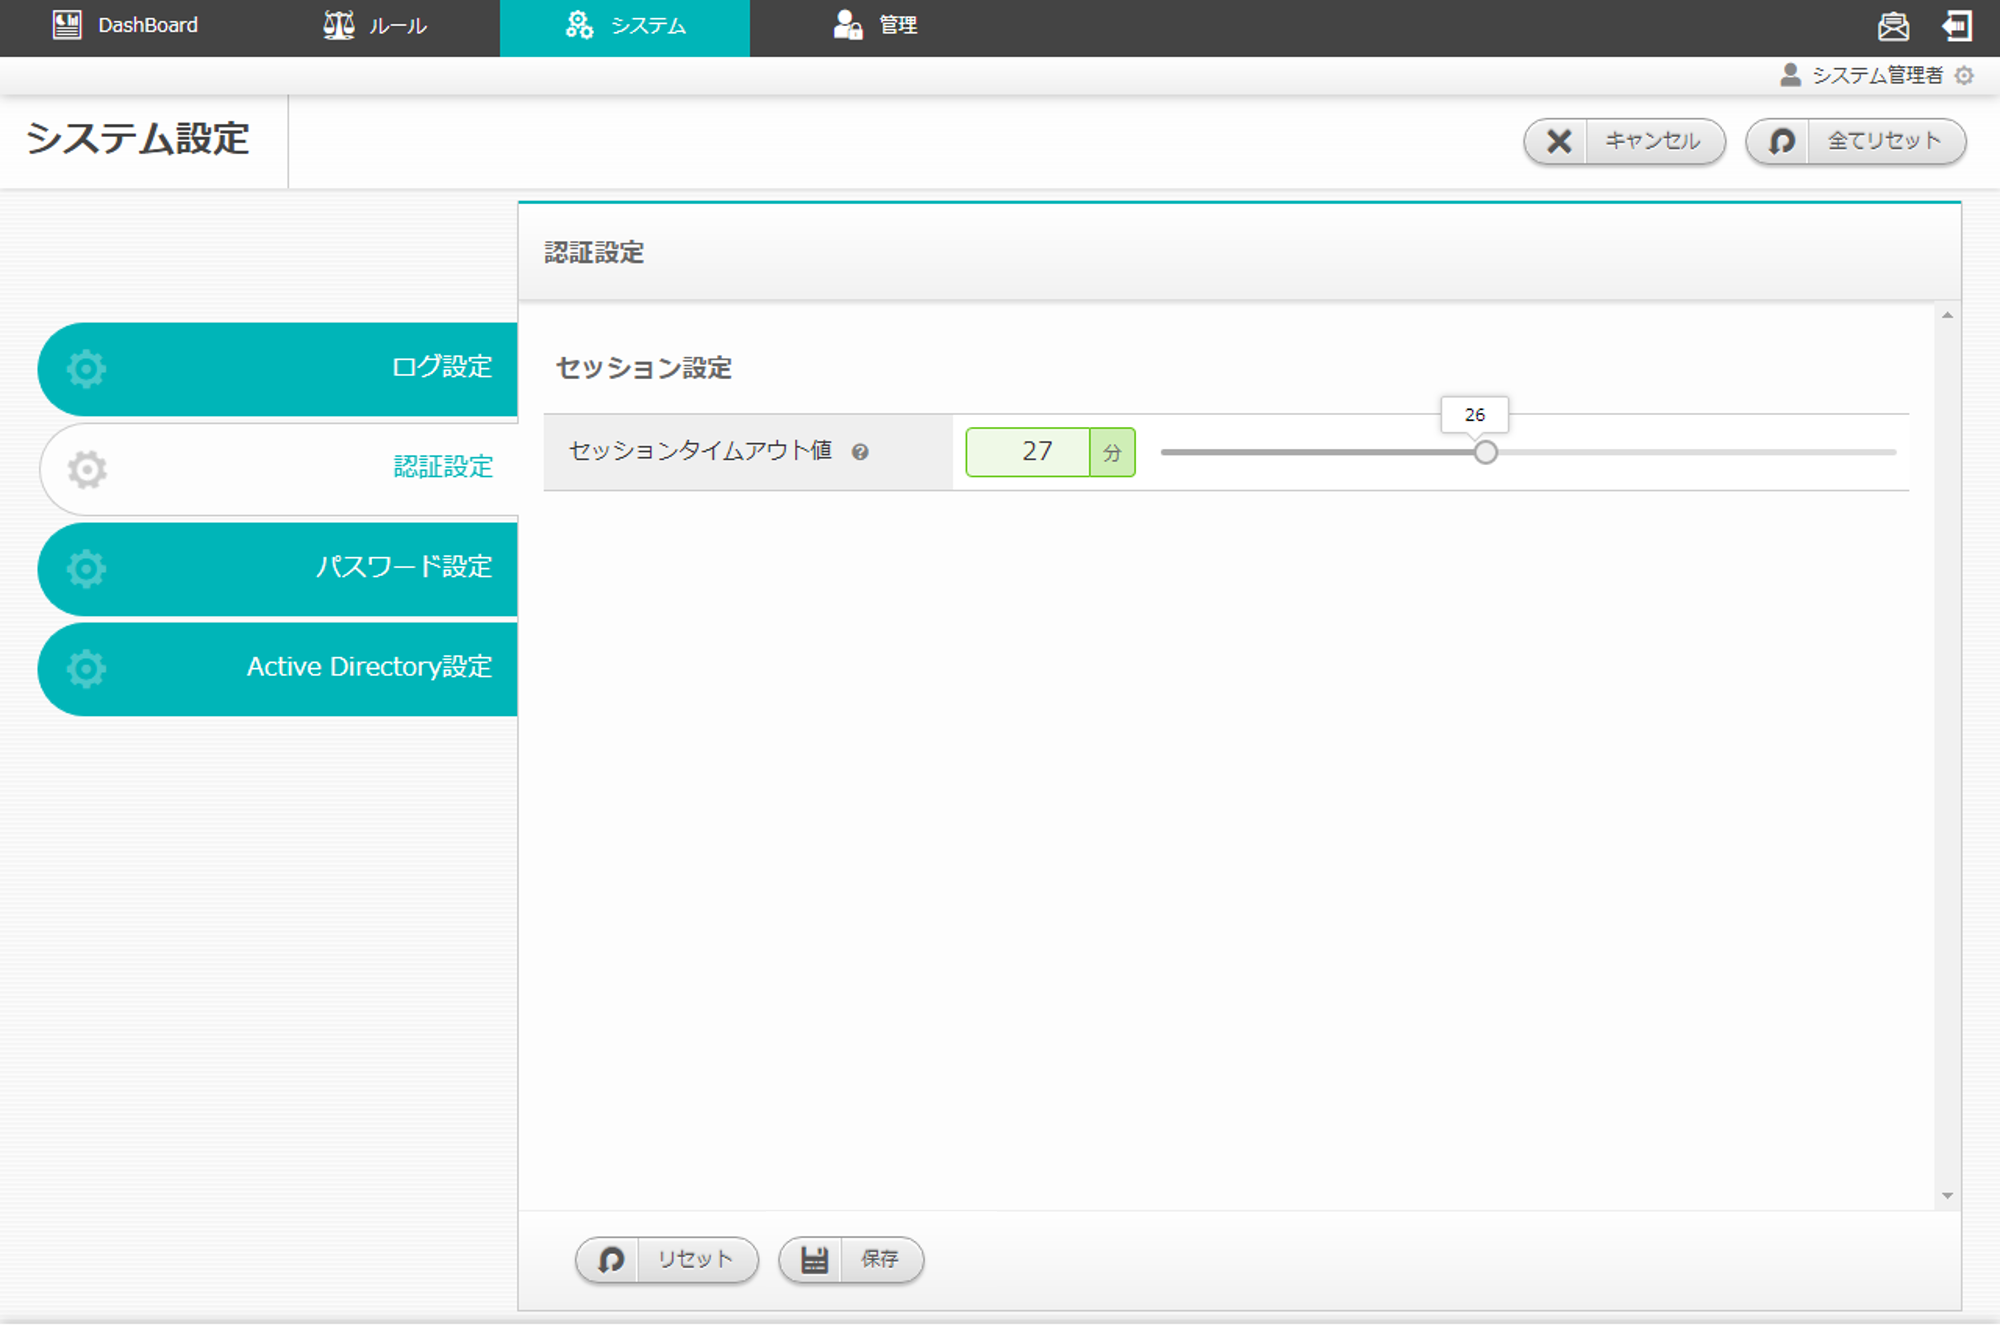 DashBoard
ルール
システム
管理
システム管理者
システム設定
キャンセル
全てリセット
認証設定
ログ設定
認証設定
パスワード設定
Active Directory設定
セッション設定
26
セッションタイムアウト値 ?
27 分
リセット
保存